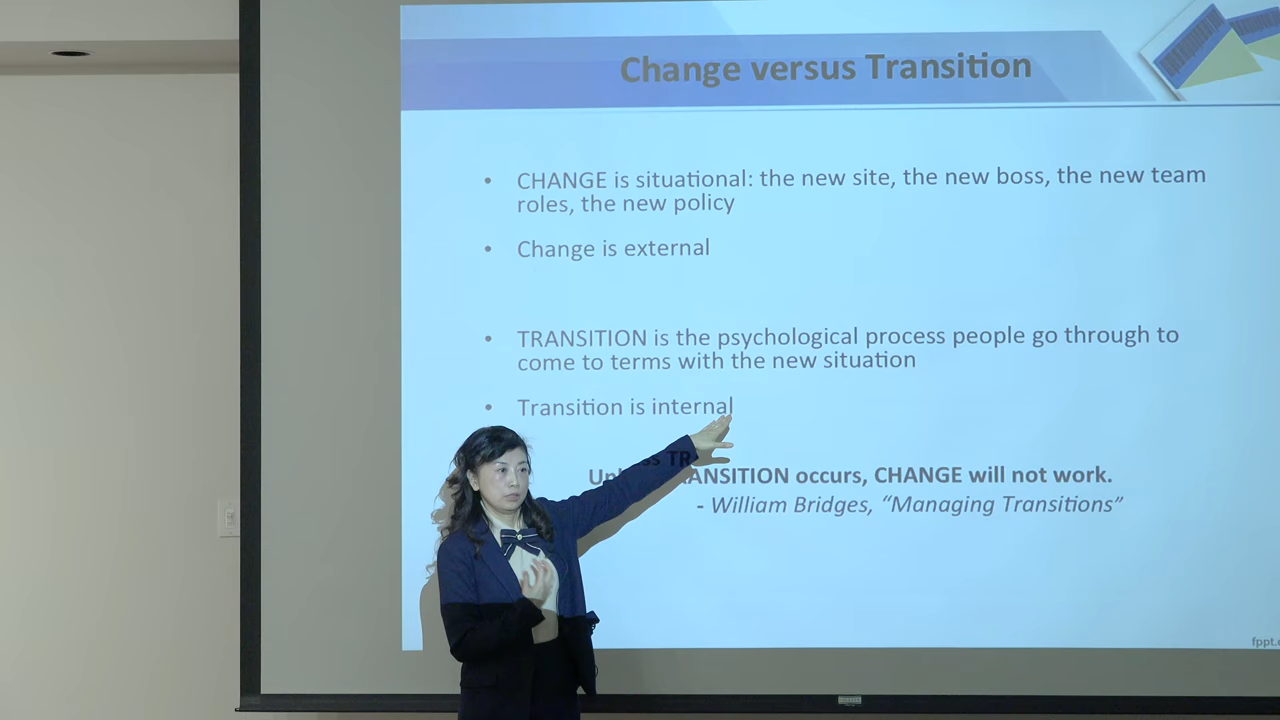 Change versus Transition
• CHANGE is situational: the new site, the new boss, the new team
roles, the new policy
• Change is external
• TRANSITION is the psychological process people go through to
come to terms with the new situation
• Transition is internal
TRANSITION occurs, CHANGE will not work.
- William Bridges, “Managing Transitions”